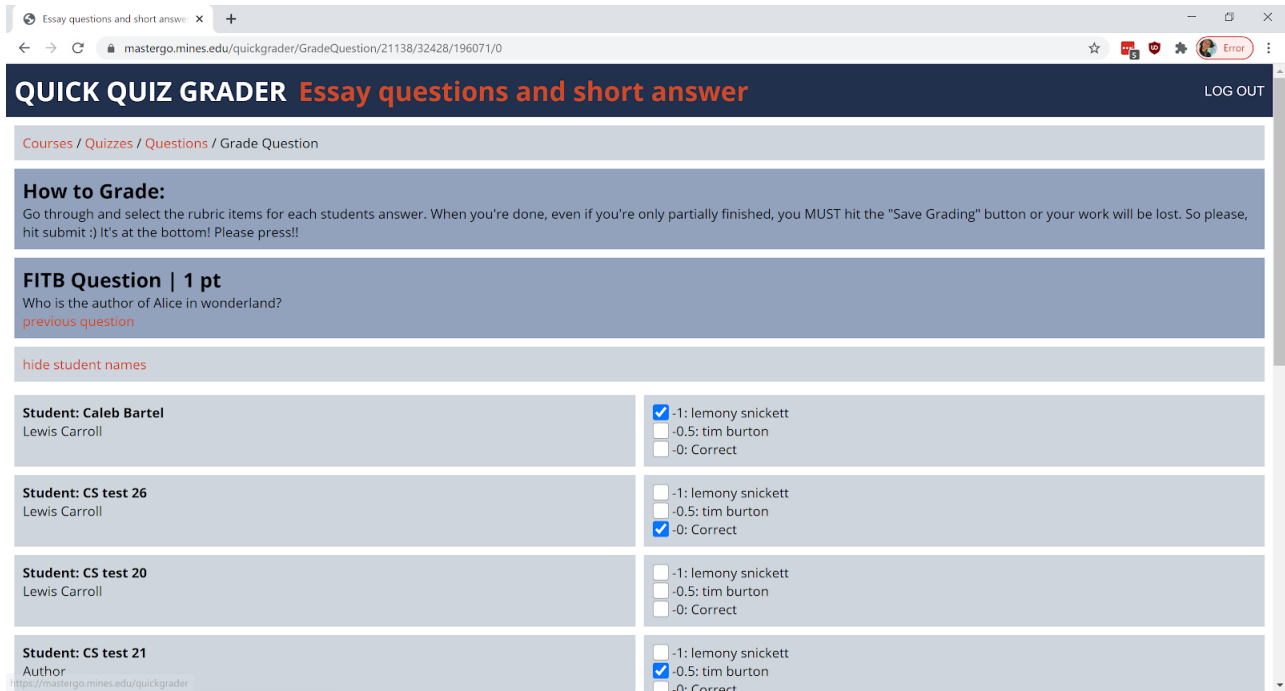 Essay questions and short answe
mastergo.mines.edu/quickgrader/GradeQuestion/21138/32428/196071/0
5
Error
QUICK QUIZ GRADER Essay questions and short answer
LOG OUT
Courses / Quizzes / Questions / Grade Question
How to Grade:
Go through and select the rubric items for each students answer. When you're done, even if you're only partially finished, you MUST hit the "Save Grading" button or your work will be lost. So please,
hit submit :) It's at the bottom! Please press!!
FITB Question | 1 pt
Who is the author of Alice in wonderland?
previous question
hide student names
Student: Caleb Bartel
Lewis Carroll
-1: lemony snickett
-0.5: tim burton
-0: Correct
Student: CS test 26
Lewis Carroll
-1: lemony snickett
-0.5: tim burton
-0: Correct
Student: CS test 20
Lewis Carroll
-1: lemony snickett
-0.5: tim burton
-0: Correct
Student: CS test 21
Author
-1: lemony snickett
-0.5: tim burton
-0: Correct
https://mastergo.mines.edu/quickgrader